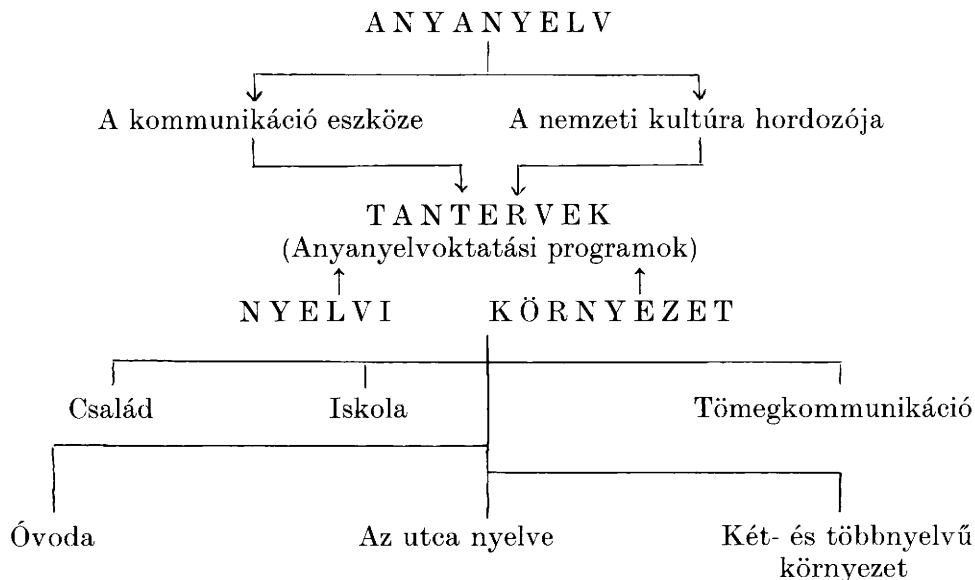 ANYANYELV
A kommunikáció eszköze A nemzeti kultúra hordozója
TANTERVEK
(Anyanyelvoktatási programok)
NYELVI KÖRNYEZET
Család Iskola Tömegkommunikáció
Óvoda Az utca nyelve Két- és többnyelvű
környezet